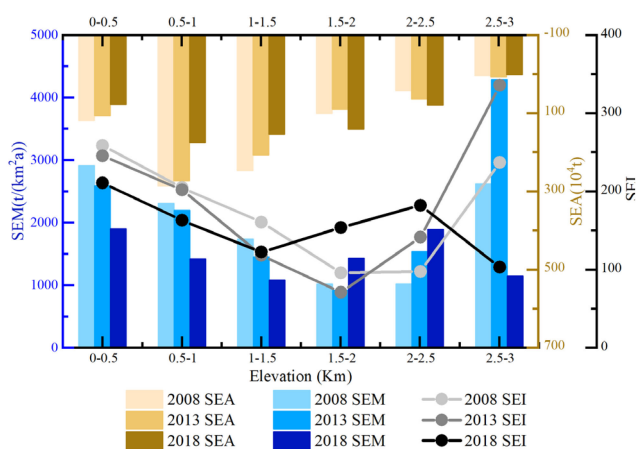 0-0.5 0.5-1 1-1.5 1.5-2 2-2.5 2.5-3
5000 -100 400
4000 100 300
3000 300 200
2000 500 100
1000 700 0
0
SEM(t/(km²a))
SEA(10⁴t)
SEI
0-0.5 0.5-1 1-1.5 1.5-2 2-2.5 2.5-3
Elevation (Km)
2008 SEA 2008 SEM 2008 SEI
2013 SEA 2013 SEM 2013 SEI
2018 SEA 2018 SEM 2018 SEI